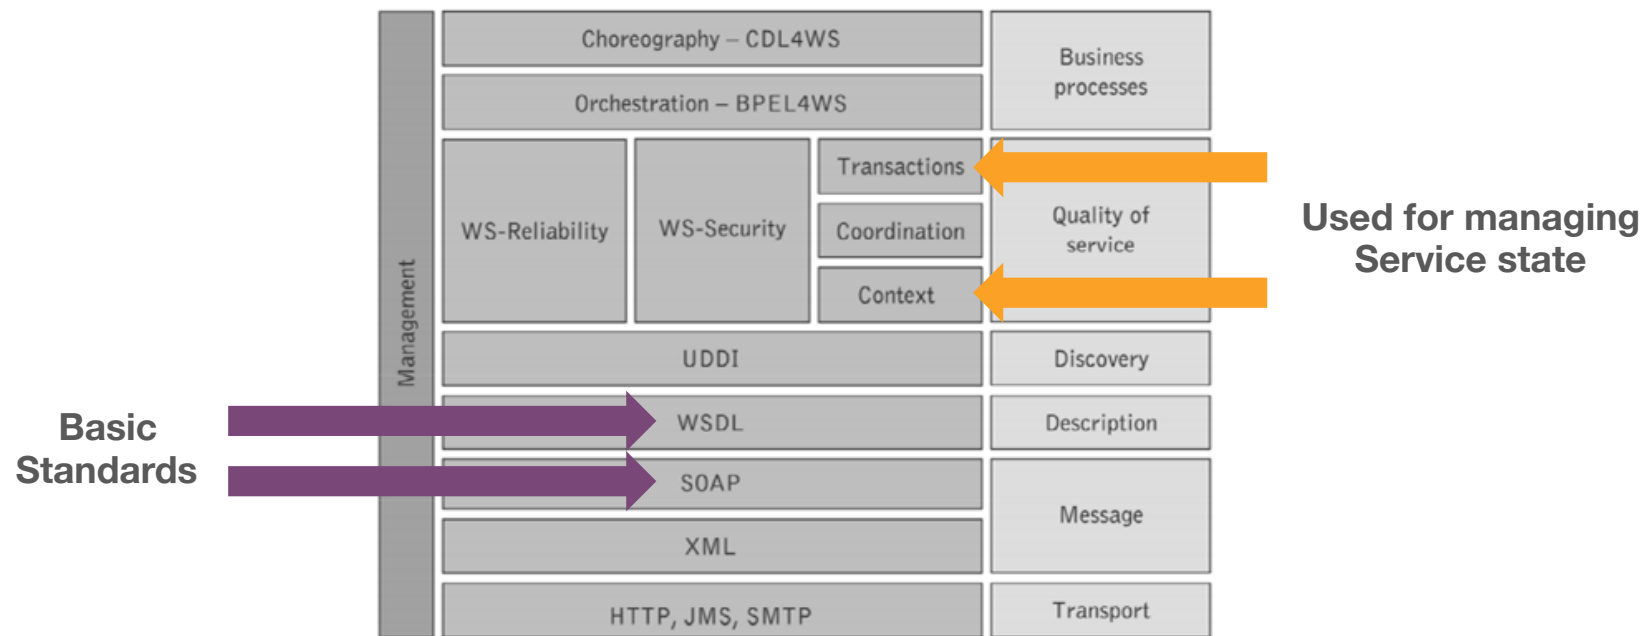 Choreography – CDL4WS
Business
processes
Orchestration – BPEL4WS
Management
WS-Reliability
WS-Security
Transactions
Coordination
Context
Quality of
service
Used for managing
Service state
UDDI
Discovery
Basic
Standards
WSDL
Description
SOAP
Message
XML
HTTP, JMS, SMTP
Transport